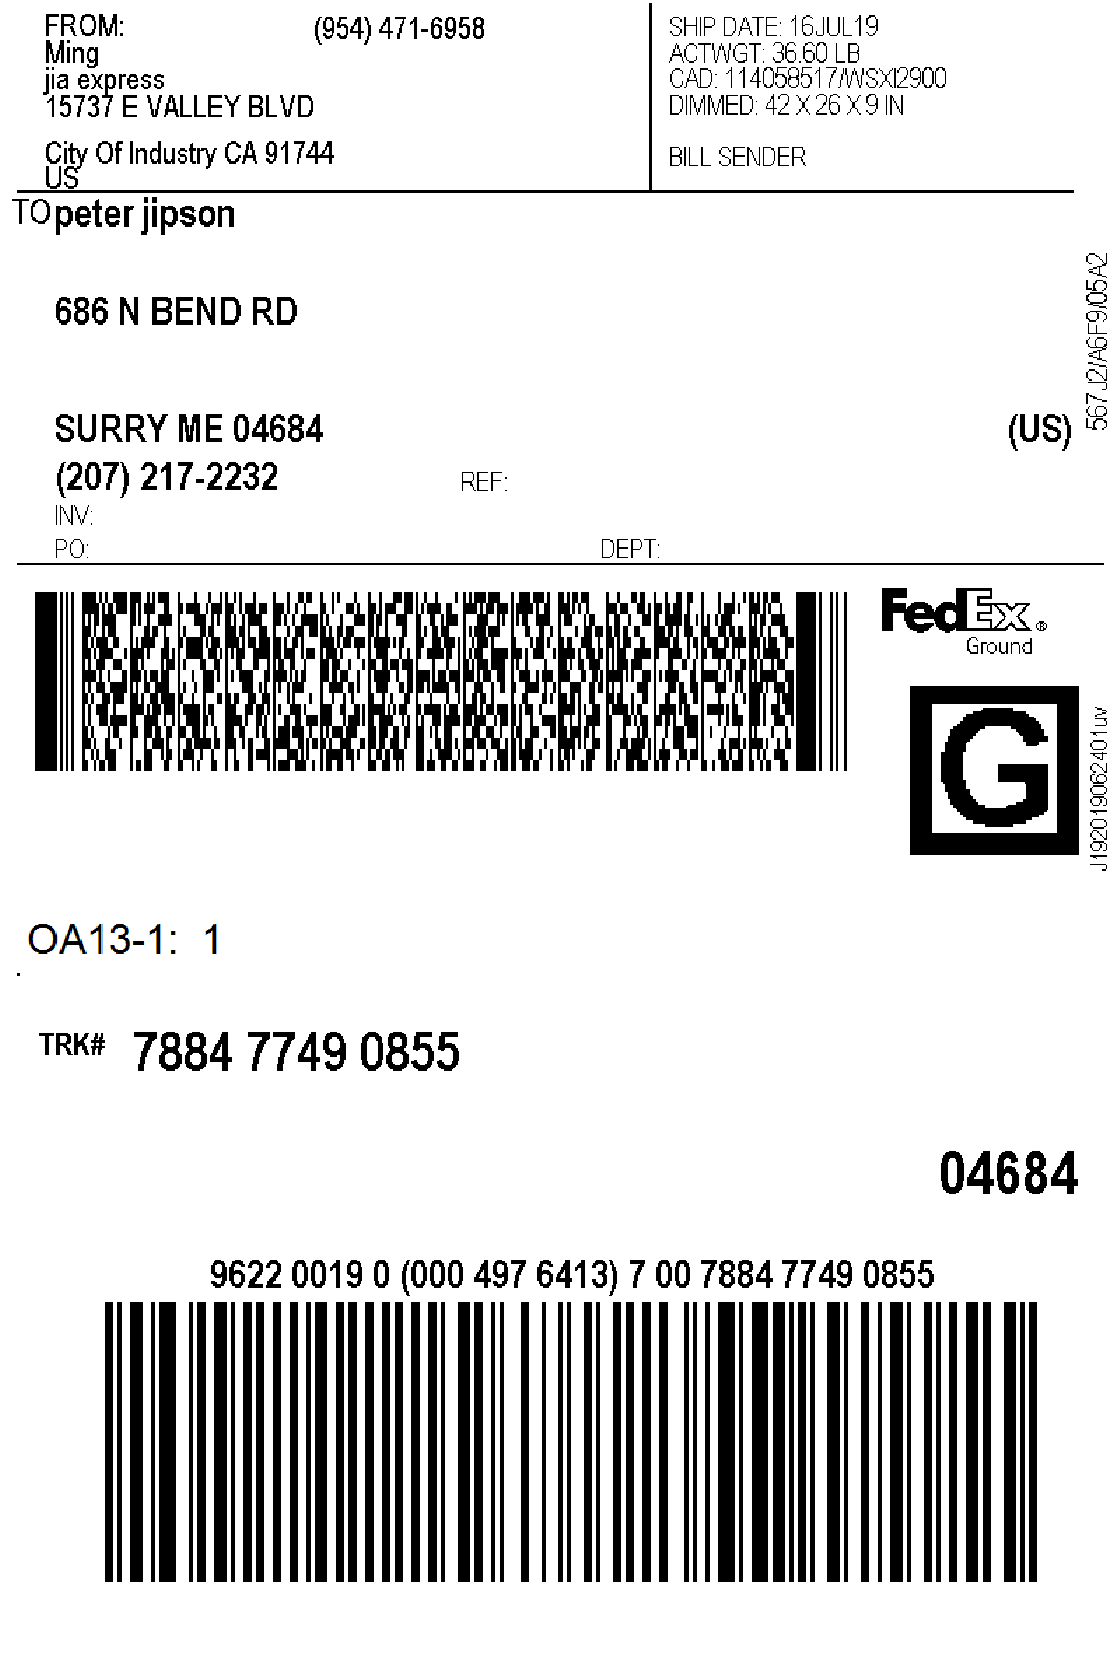 FROM: (954) 471-6958
Ming
jia express
15737 E VALLEY BLVD
City Of Industry CA 91744
US
SHIP DATE: 16JUL19
ACTWGT: 36.60 LB
CAD: 114058517/WSXI2900
DIMMED: 42 X 26 X 9 IN
BILL SENDER
TO peter jipson
686 N BEND RD
SURRY ME 04684 (US)
(207) 217-2232 REF:
INV:
PO: DEPT:
567J2/A6F9/05A2
FedEx®
Ground
G
J192019062401uv
OA13-1: 1
.
TRK# 7884 7749 0855
04684
9622 0019 0 (000 497 6413) 7 00 7884 7749 0855